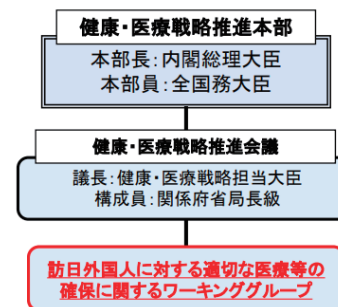 健康・医療戦略推進本部
本部長：内閣総理大臣
本部員：全国務大臣
健康・医療戦略推進会議
議長：健康・医療戦略担当大臣
構成員：関係府省局長級
訪日外国人に対する適切な医療等の
確保に関するワーキンググループ